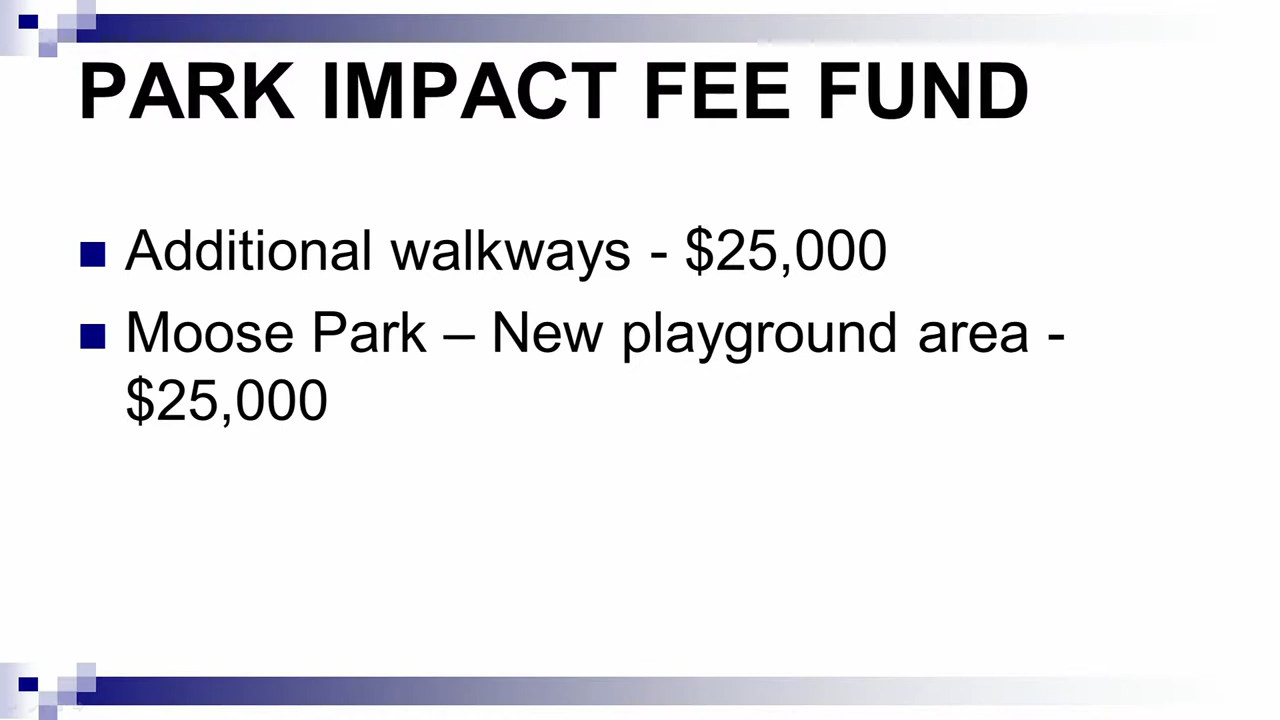 PARK IMPACT FEE FUND
Additional walkways - $25,000
Moose Park – New playground area -
$25,000